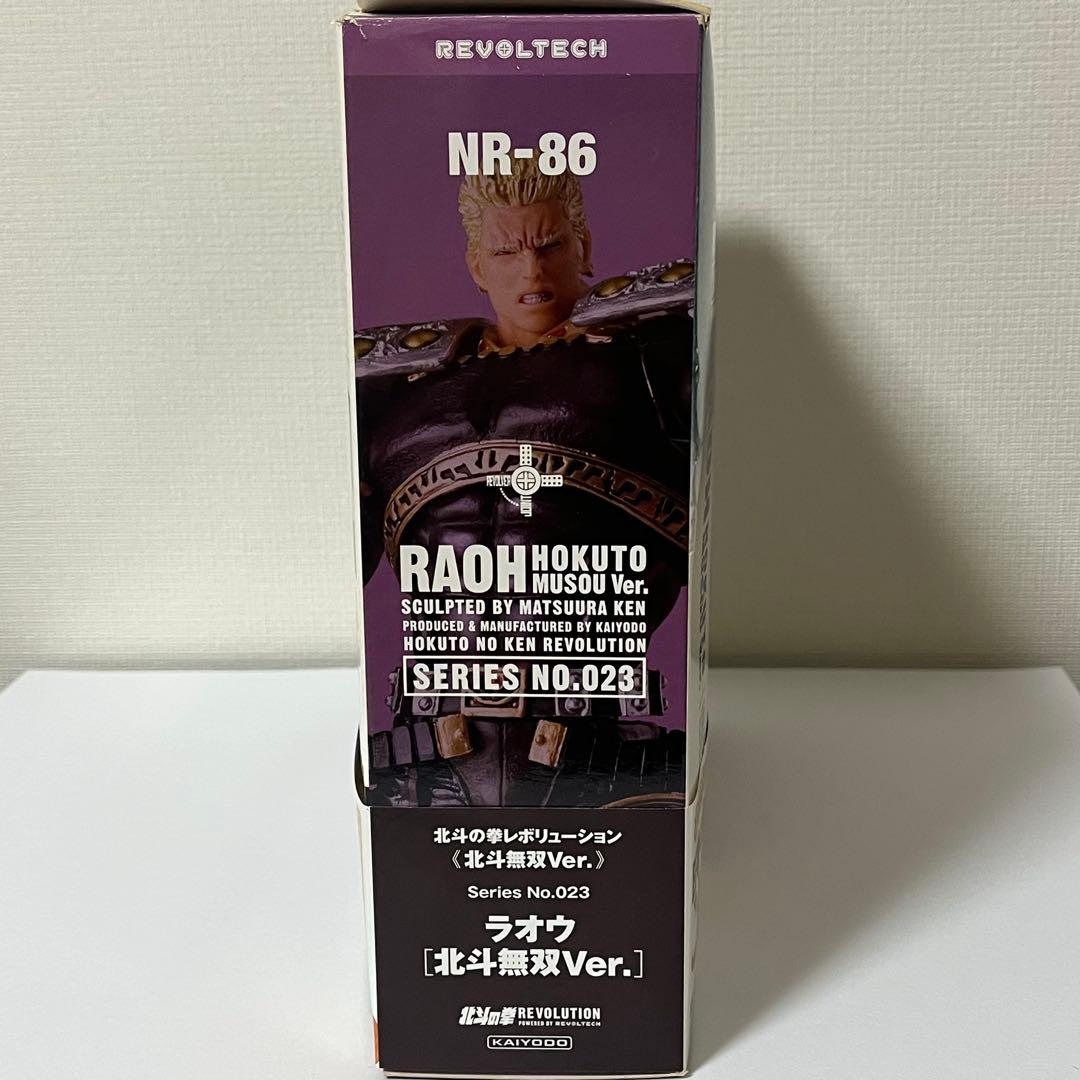 REVOLTECH
NR-86
REVOLVER
JOINT
RAOH HOKUTO
MUSOU Ver.
SCULPTED BY MATSUURA KEN
PRODUCED & MANUFACTURED BY KAIYODO
HOKUTO NO KEN REVOLUTION
SERIES NO.023
北斗の拳レボリューション
《北斗無双Ver.》
Series No.023
ラオウ
[北斗無双Ver.]
北斗の拳 REVOLUTION
POWERED BY REVOLTECH
KAIYODO